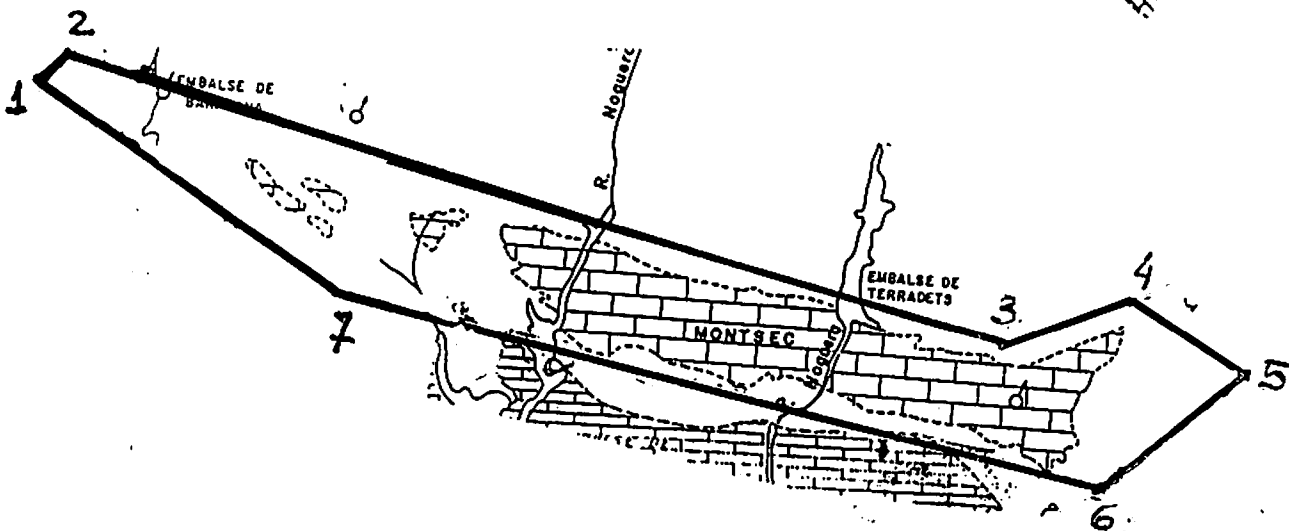 2
1
EMBALSE DE
Noguera
R.
EMBALSE DE
TERRADETS
4
3
MONTSEC
Noguera
7
R.
5
6